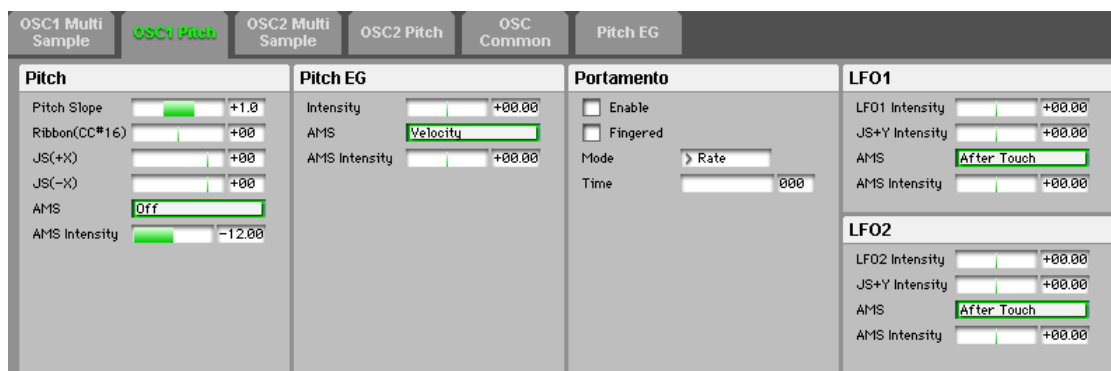 OSC1 Multi Sample
OSC1 Pitch
OSC2 Multi Sample
OSC2 Pitch
OSC Common
Pitch EG
Pitch
Pitch Slope +1.0
Ribbon(CC#16) +00
JS(+X) +00
JS(-X) +00
AMS Off
AMS Intensity -12.00
Pitch EG
Intensity +00.00
AMS Velocity
AMS Intensity +00.00
Portamento
Enable
Fingered
Mode > Rate
Time 000
LFO1
LFO1 Intensity +00.00
JS+Y Intensity +00.00
AMS After Touch
AMS Intensity +00.00
LFO2
LFO2 Intensity +00.00
JS+Y Intensity +00.00
AMS After Touch
AMS Intensity +00.00